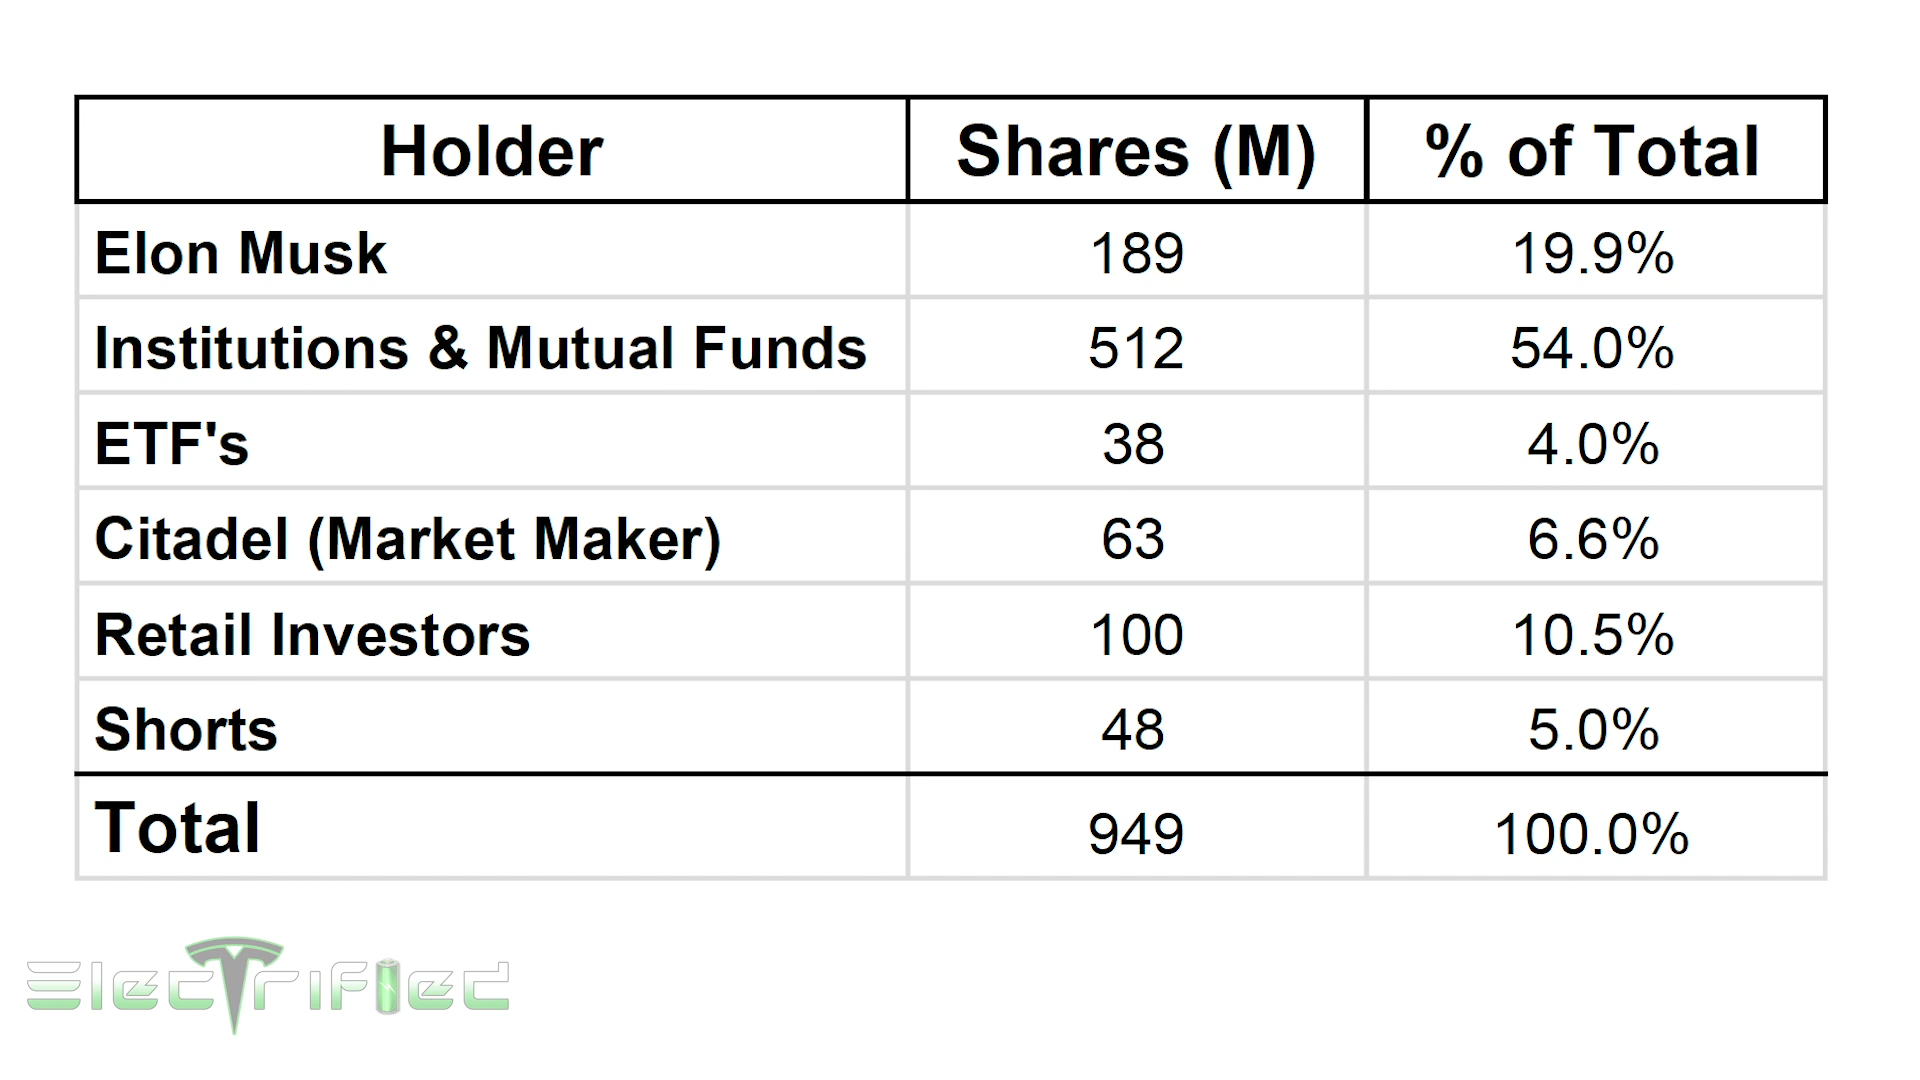 Holder Shares (M) % of Total
Elon Musk 189 19.9%
Institutions & Mutual Funds 512 54.0%
ETF's 38 4.0%
Citadel (Market Maker) 63 6.6%
Retail Investors 100 10.5%
Shorts 48 5.0%
Total 949 100.0%
Electrified